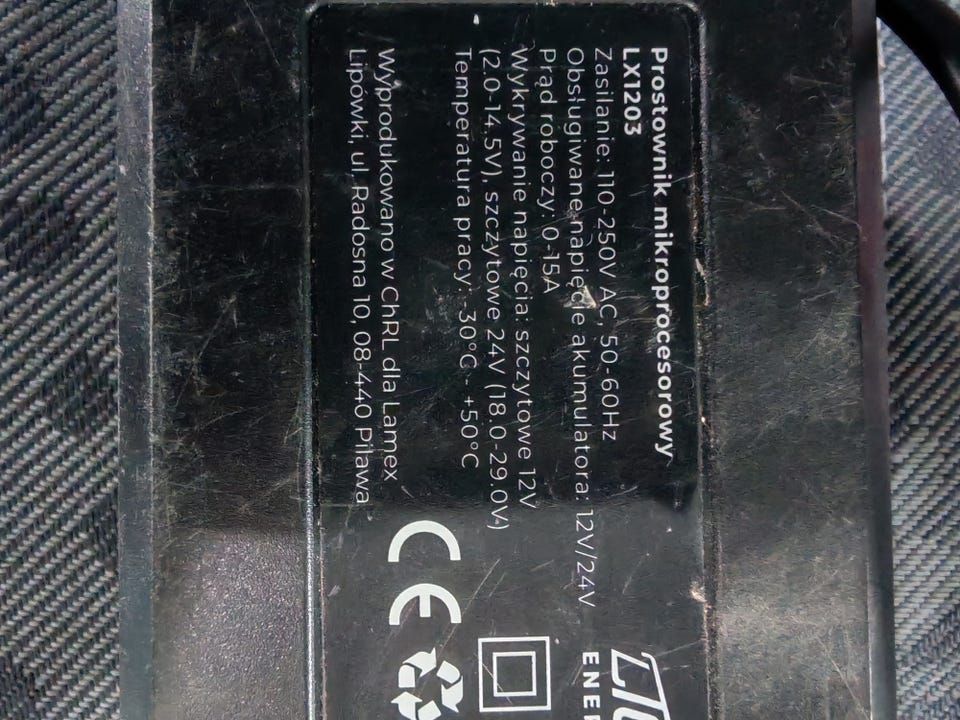 Prostownik mikroprocesorowy
LX1203
Zasilanie: 110-250V AC, 50-60Hz
Obsługiwane napięcie akumulatora: 12V/24V
Prąd roboczy: 0-15A
Wykrywanie napięcia: szczytowe 12V
(2.0-14,5V), szczytowe 24V (18,0-29.0V)
Temperatura pracy: -30°C - +50°C
Wyprodukowano w ChRL dla Lamex
Lipówki, ul. Radosna 10, 08-440 Pilawa
CE